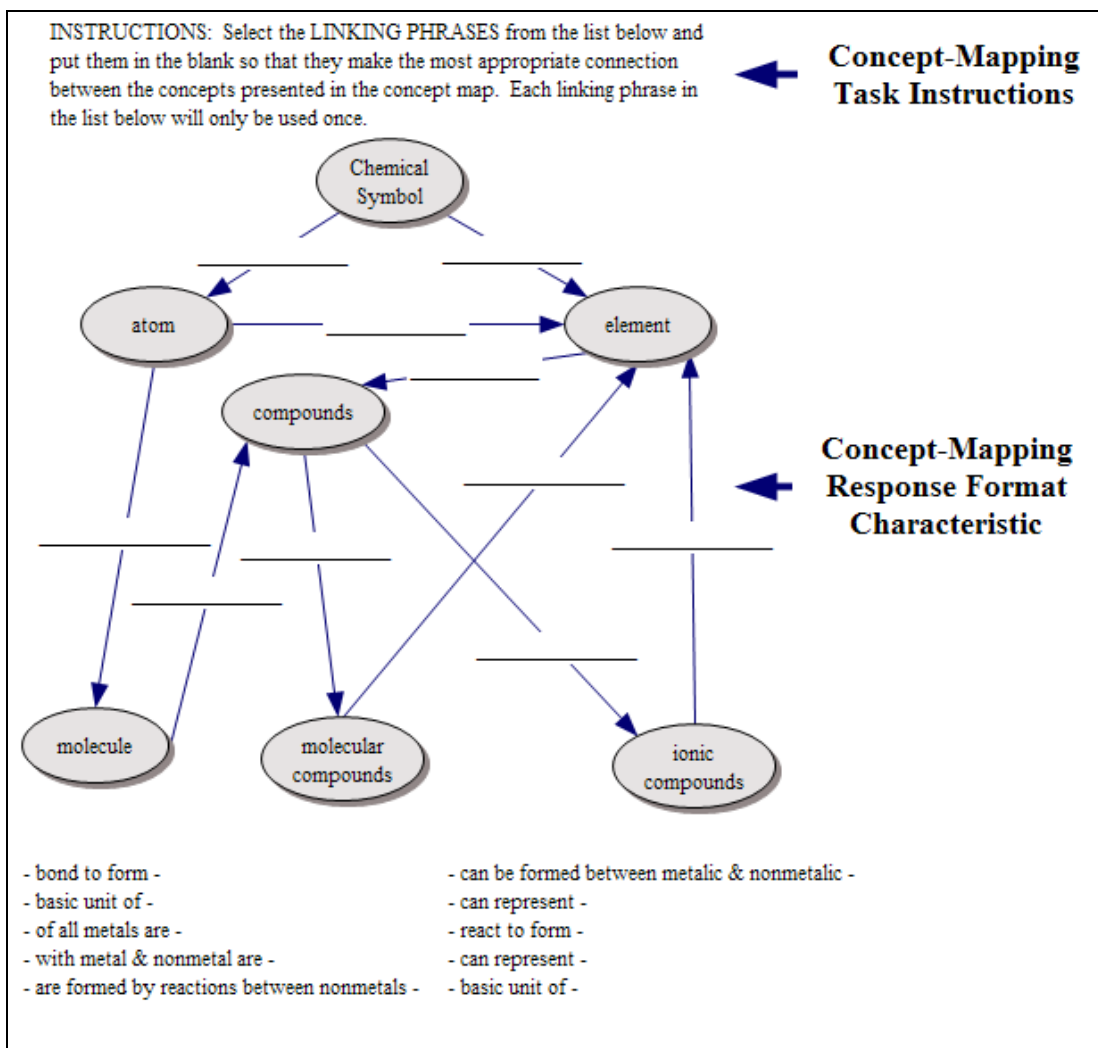 INSTRUCTIONS: Select the LINKING PHRASES from the list below and
put them in the blank so that they make the most appropriate connection
between the concepts presented in the concept map. Each linking phrase in
the list below will only be used once.
Concept-Mapping
Task Instructions
Chemical
Symbol
atom
element
compounds
Concept-Mapping
Response Format
Characteristic
molecule
molecular
compounds
ionic
compounds
- bond to form -
- basic unit of -
- of all metals are -
- with metal & nonmetal are -
- are formed by reactions between nonmetals -
- can be formed between metalic & nonmetalic -
- can represent -
- react to form -
- can represent -
- basic unit of -